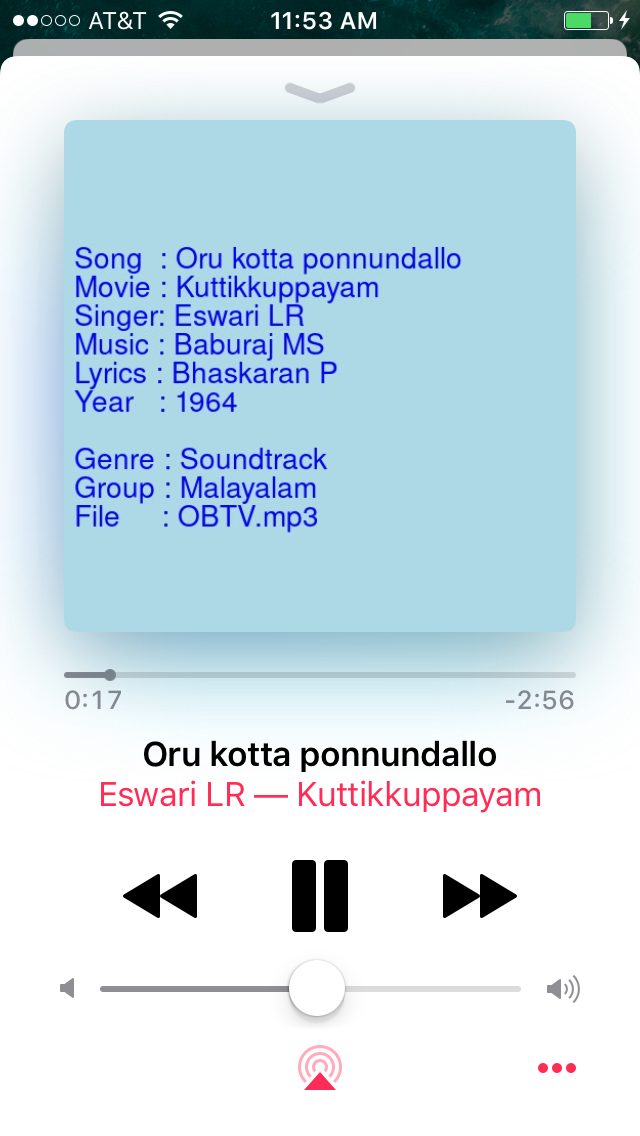 AT&T 11:53 AM
Song : Oru kotta ponnundallo
Movie : Kuttikkuppayam
Singer: Eswari LR
Music : Baburaj MS
Lyrics : Bhaskaran P
Year : 1964
Genre : Soundtrack
Group : Malayalam
File : OBTV.mp3
0:17 -2:56
Oru kotta ponnundallo
Eswari LR — Kuttikkuppayam